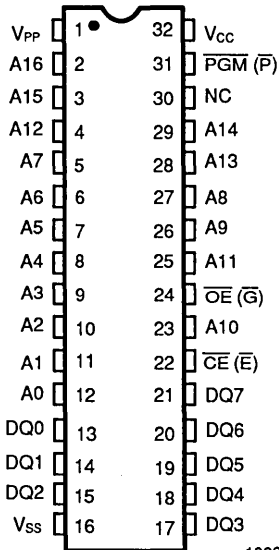 VPP 1 32 VCC
A16 2 31 PGM (P)
A15 3 30 NC
A12 4 29 A14
A7 5 28 A13
A6 6 27 A8
A5 7 26 A9
A4 8 25 A11
A3 9 24 OE (G)
A2 10 23 A10
A1 11 22 CE (E)
A0 12 21 DQ7
DQ0 13 20 DQ6
DQ1 14 19 DQ5
DQ2 15 18 DQ4
VSS 16 17 DQ3